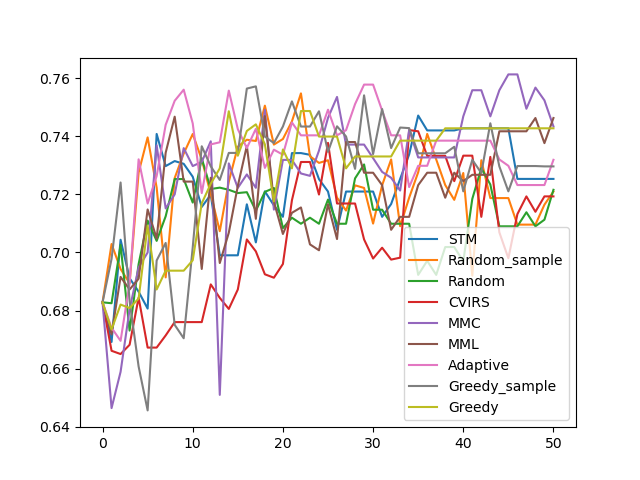 0.76
0.74
0.72
0.70
0.68
0.66
0.64
0 10 20 30 40 50
STM
Random_sample
Random
CVIRS
MMC
MML
Adaptive
Greedy_sample
Greedy